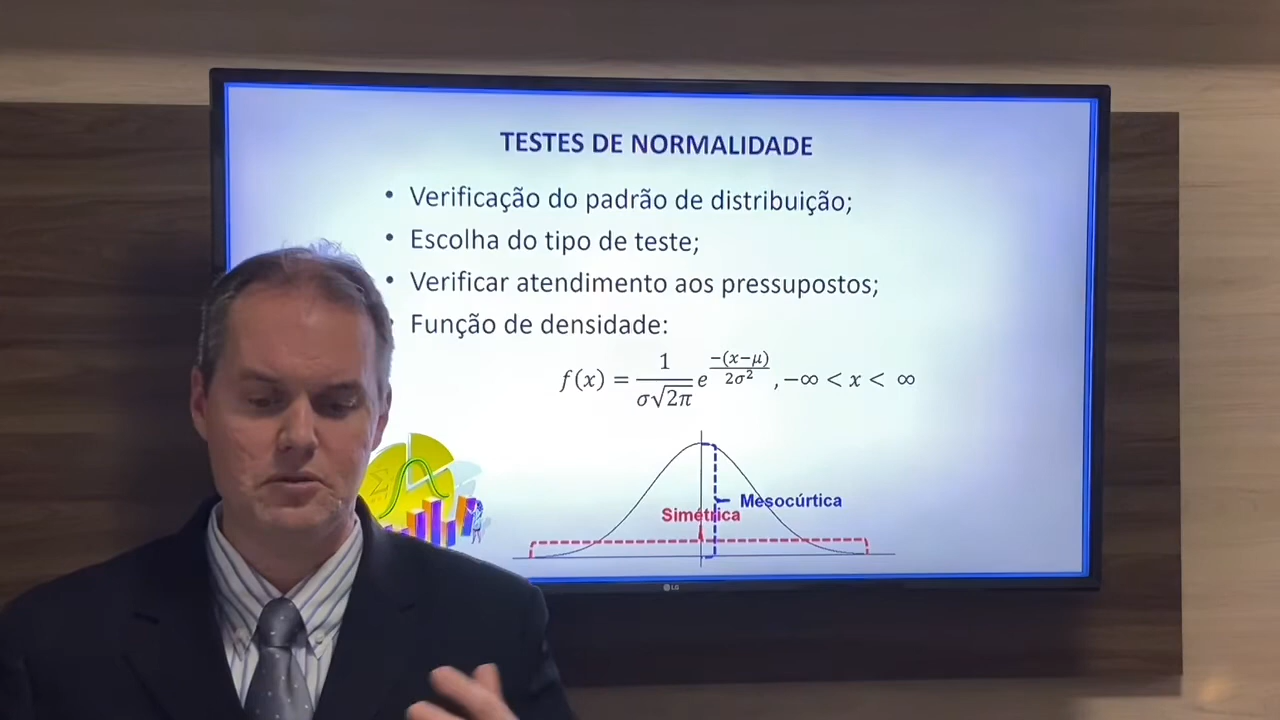 TESTES DE NORMALIDADE
• Verificação do padrão de distribuição;
• Escolha do tipo de teste;
• Verificar atendimento aos pressupostos;
• Função de densidade:
f(x) = 1/(σ√2π) e^(−(x−μ)/2σ²) , −∞ < x < ∞
Mesocúrtica
Simétrica
LG